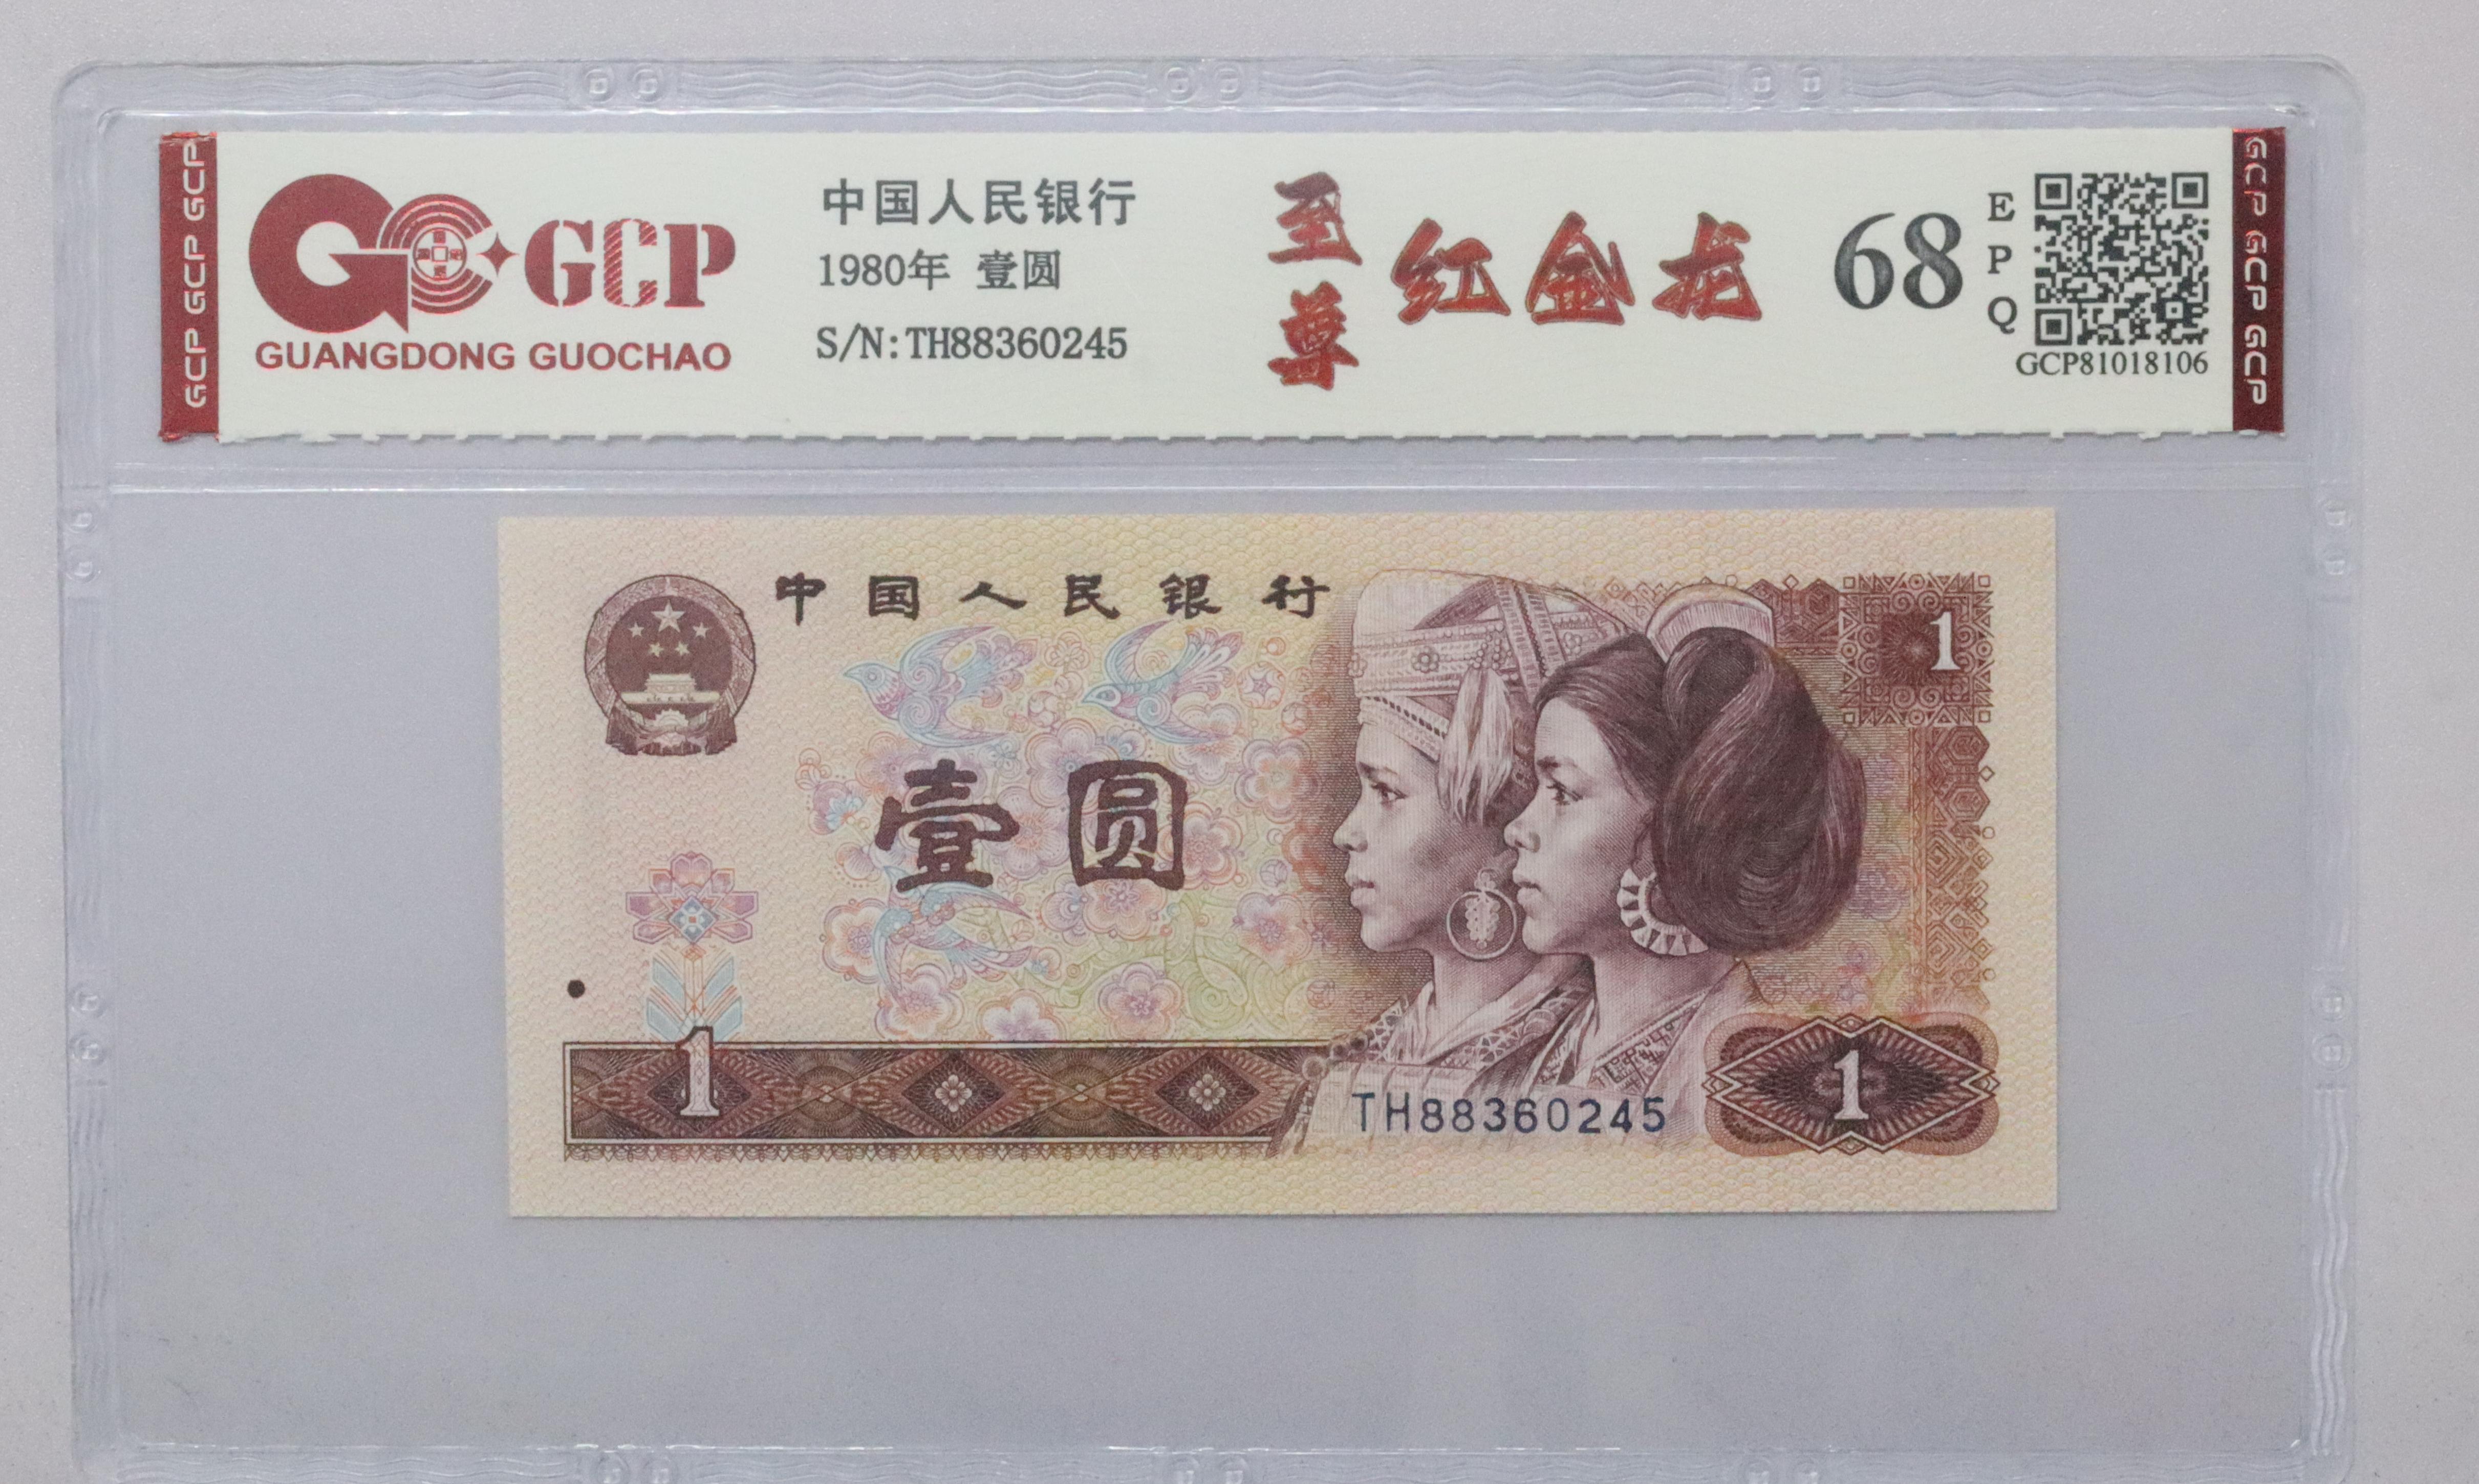 GCP GCP GCP
GCP
GUANGDONG GUOCHAO
中国人民银行
1980年 壹圆
S/N:TH88360245
至尊
红金龙
68
EPQ
GCP81018106
GCP GCP GCP
中国人民银行
1
壹圆
1
TH88360245
1